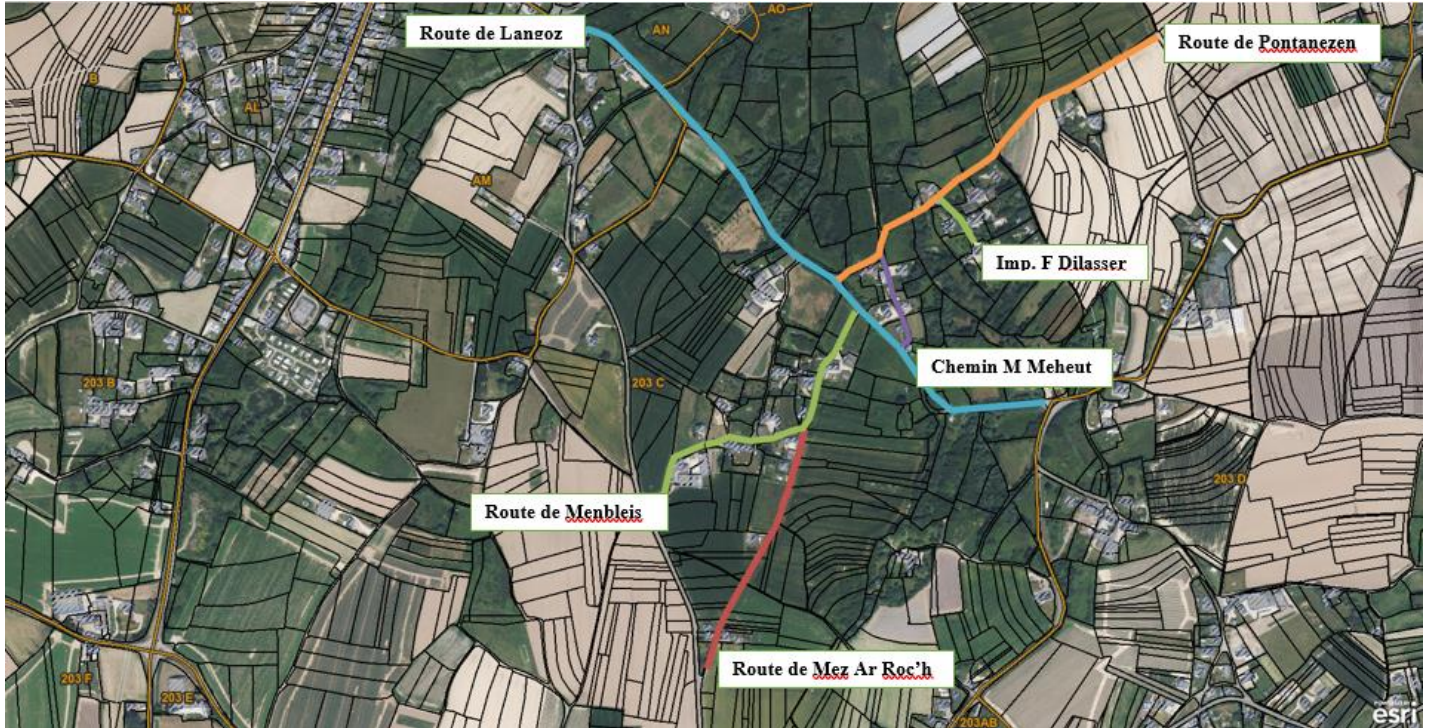 AK
AN
AO
Route de Langoz
Route de Pontanezen
B
AL
AM
Imp. F Dilasser
Chemin M Meheut
203 B
203 C
203 D
Route de Menbleis
Route de Mez Ar Roc’h
203 F
203 E
203AB
esri